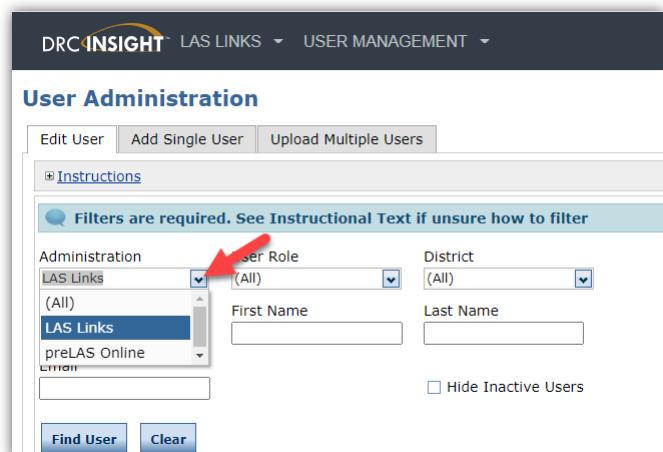 DRC INSIGHT LAS LINKS USER MANAGEMENT
User Administration
Edit User Add Single User Upload Multiple Users
Instructions
Filters are required. See Instructional Text if unsure how to filter
Administration User Role District
LAS Links (All) (All)
(All)
First Name Last Name
LAS Links
preLAS Online
Email
Hide Inactive Users
Find User Clear